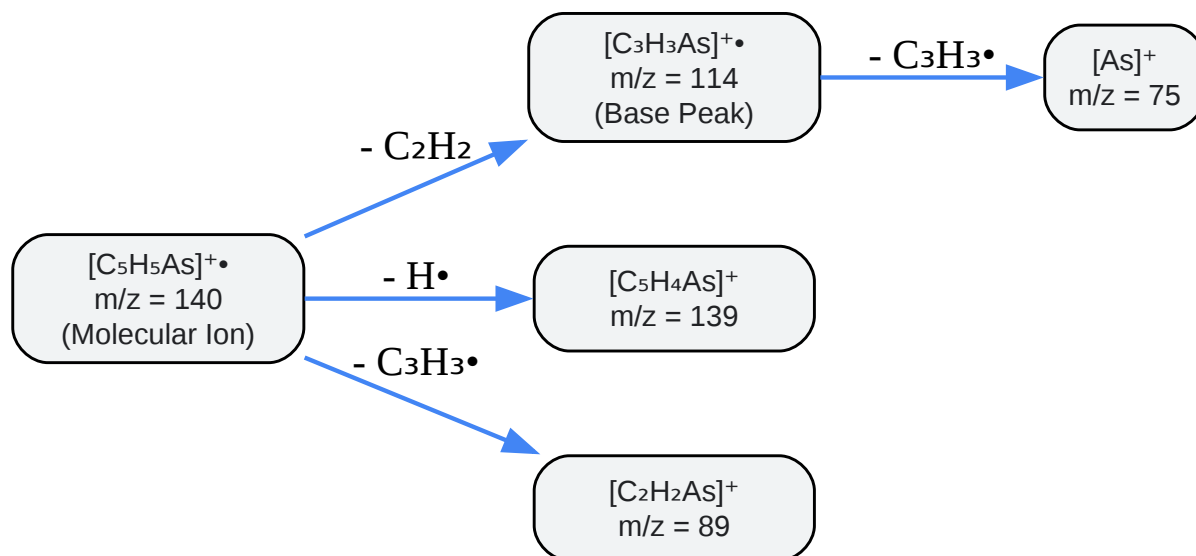 [C₃H₃As]⁺•
m/z = 114
(Base Peak)
- C₃H₃•
[As]⁺
m/z = 75
- C₂H₂
[C₅H₅As]⁺•
m/z = 140
(Molecular Ion)
- H•
[C₅H₄As]⁺
m/z = 139
- C₃H₃•
[C₂H₂As]⁺
m/z = 89